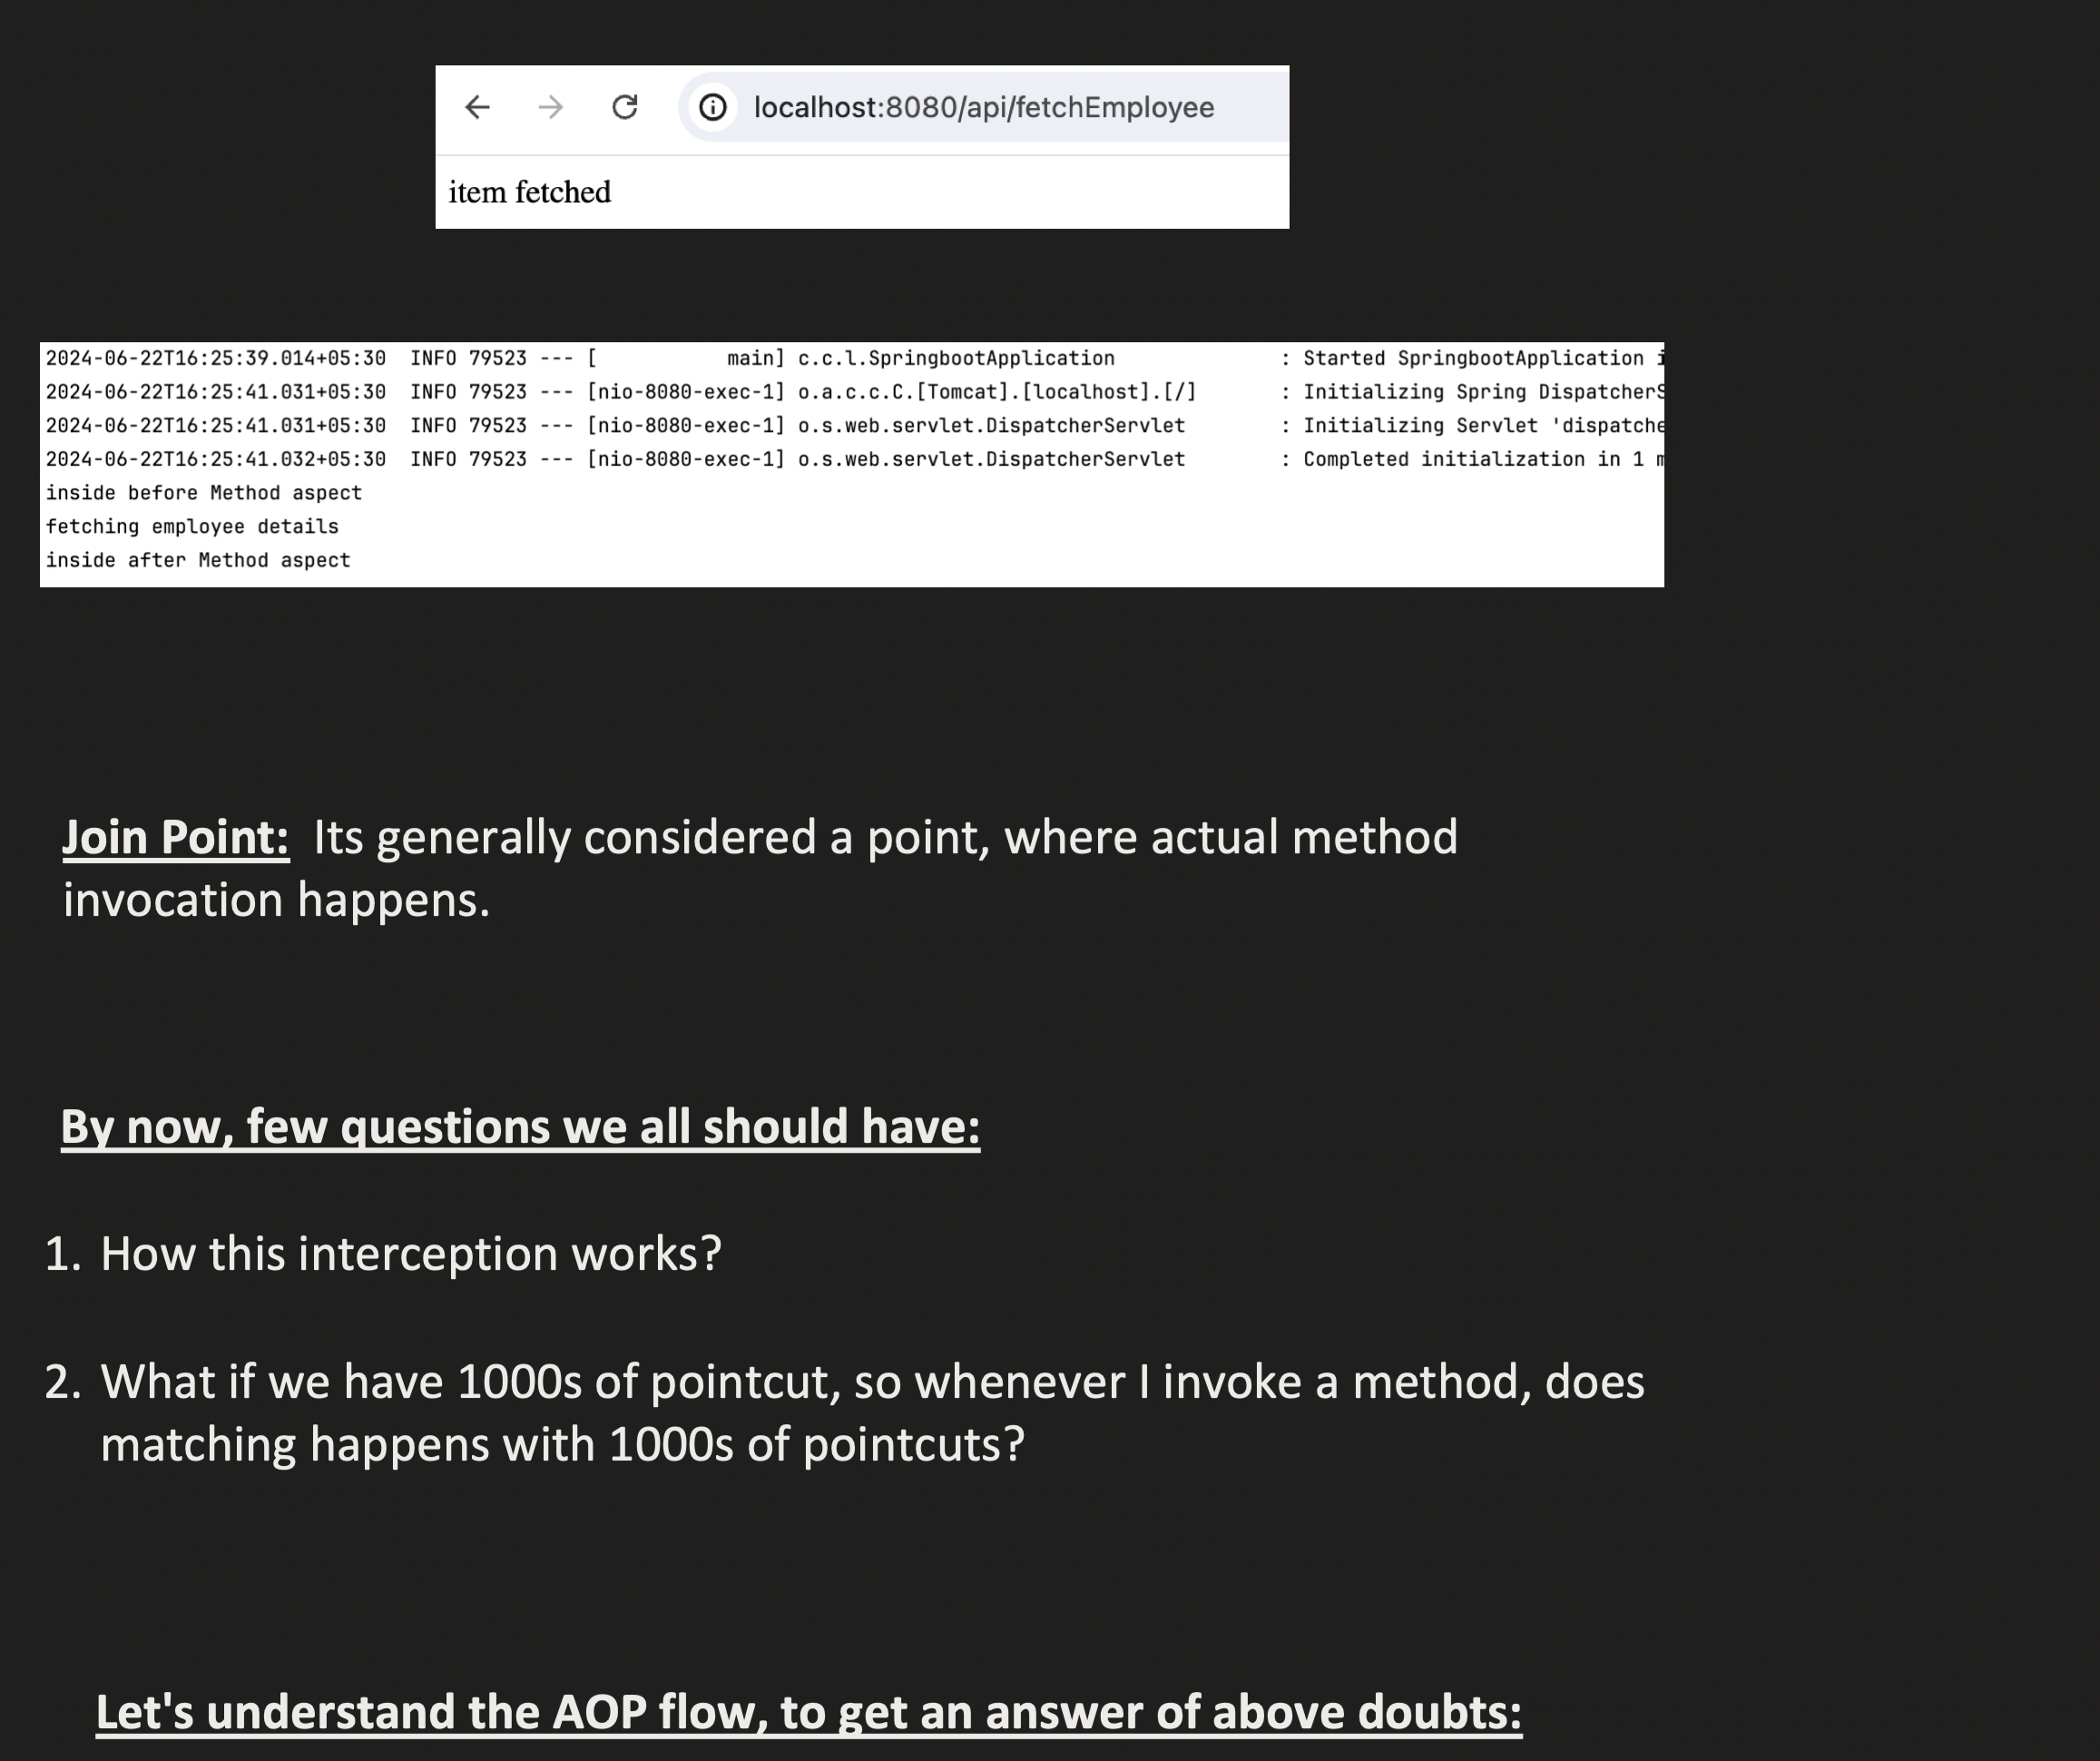 localhost:8080/api/fetchEmployee
item fetched
2024-06-22T16:25:39.014+05:30  INFO 79523 --- [           main] c.c.l.SpringbootApplication              : Started SpringbootApplication i
2024-06-22T16:25:41.031+05:30  INFO 79523 --- [nio-8080-exec-1] o.a.c.c.C.[Tomcat].[localhost].[/]       : Initializing Spring DispatcherS
2024-06-22T16:25:41.031+05:30  INFO 79523 --- [nio-8080-exec-1] o.s.web.servlet.DispatcherServlet        : Initializing Servlet 'dispatche
2024-06-22T16:25:41.032+05:30  INFO 79523 --- [nio-8080-exec-1] o.s.web.servlet.DispatcherServlet        : Completed initialization in 1 m
inside before Method aspect
fetching employee details
inside after Method aspect
Join Point:  Its generally considered a point, where actual method
invocation happens.
By now, few questions we all should have:
1. How this interception works?
2. What if we have 1000s of pointcut, so whenever I invoke a method, does
matching happens with 1000s of pointcuts?
Let's understand the AOP flow, to get an answer of above doubts: